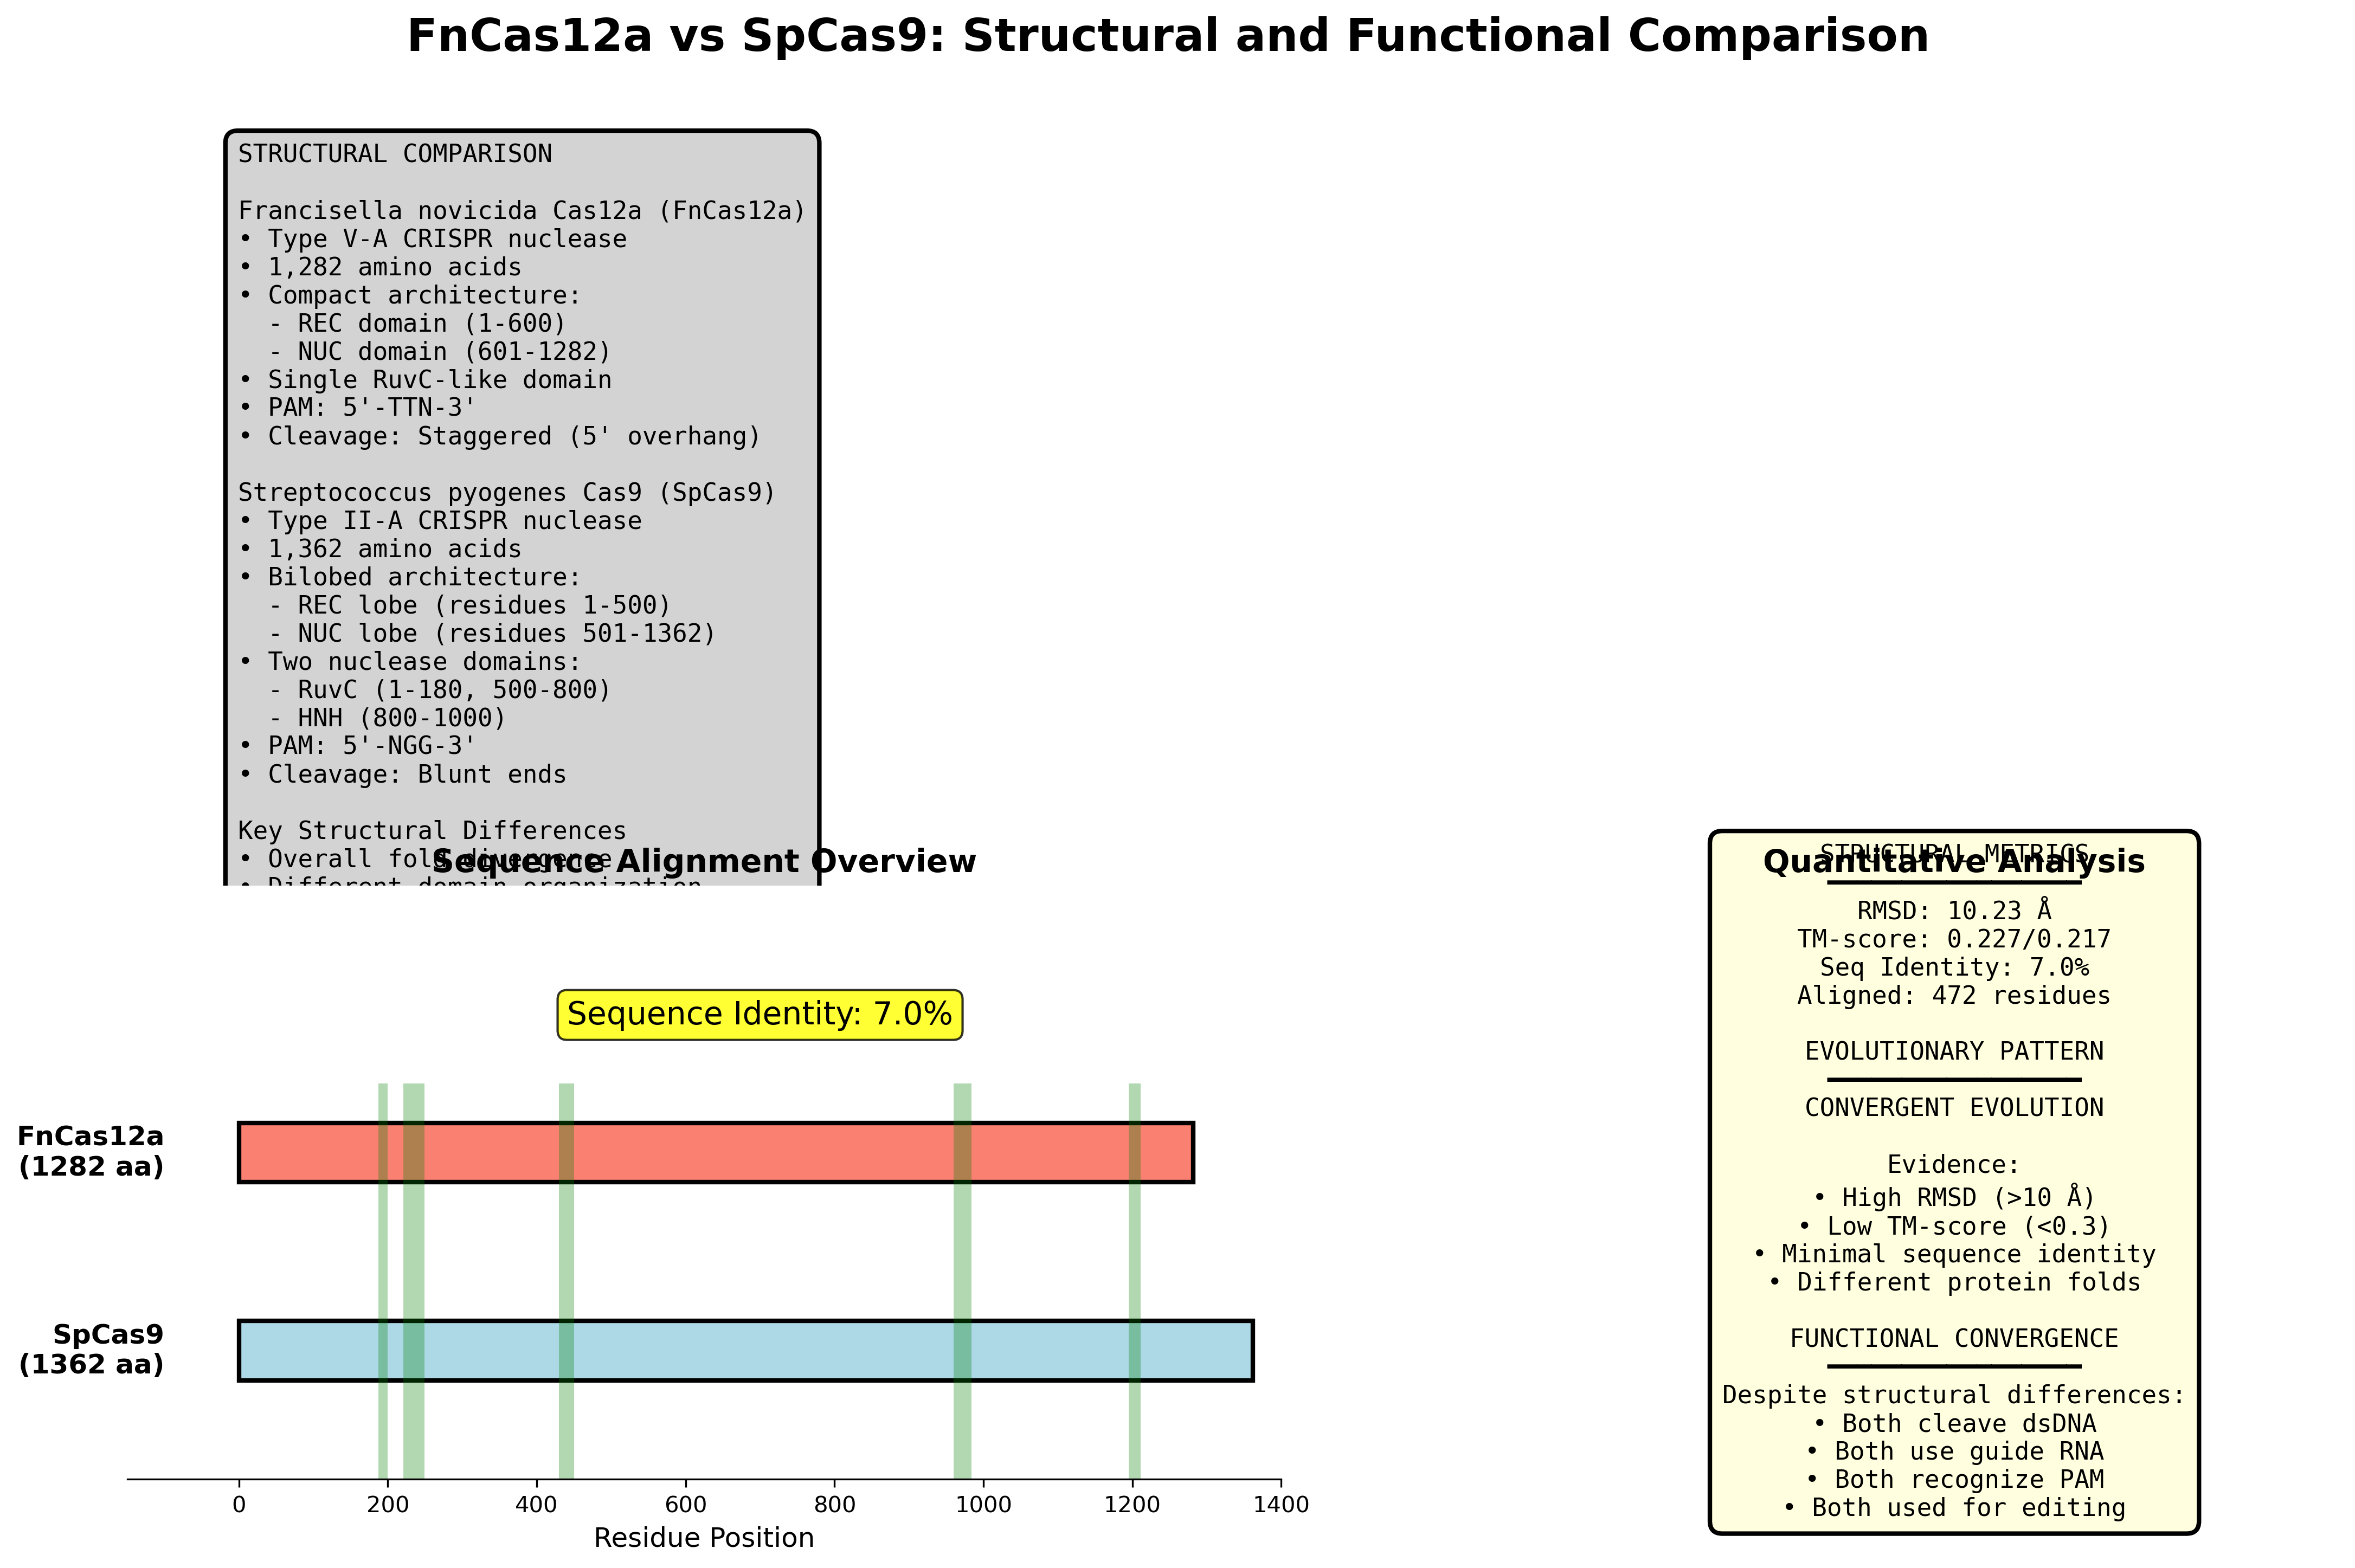 FnCas12a vs SpCas9: Structural and Functional Comparison
STRUCTURAL COMPARISON
Francisella novicida Cas12a (FnCas12a)
• Type V-A CRISPR nuclease
• 1,282 amino acids
• Compact architecture:
- REC domain (1-600)
- NUC domain (601-1282)
• Single RuvC-like domain
• PAM: 5'-TTN-3'
• Cleavage: Staggered (5' overhang)
Streptococcus pyogenes Cas9 (SpCas9)
• Type II-A CRISPR nuclease
• 1,362 amino acids
• Bilobed architecture:
- REC lobe (residues 1-500)
- NUC lobe (residues 501-1362)
• Two nuclease domains:
- RuvC (1-180, 500-800)
- HNH (800-1000)
• PAM: 5'-NGG-3'
• Cleavage: Blunt ends
Key Structural Differences
• Overall fold divergence
• Different domain organization
Sequence Alignment Overview
Sequence Identity: 7.0%
FnCas12a
(1282 aa)
SpCas9
(1362 aa)
0 200 400 600 800 1000 1200 1400
Residue Position
Quantitative Analysis
STRUCTURAL METRICS
RMSD: 10.23 Å
TM-score: 0.227/0.217
Seq Identity: 7.0%
Aligned: 472 residues
EVOLUTIONARY PATTERN
CONVERGENT EVOLUTION
Evidence:
• High RMSD (>10 Å)
• Low TM-score (<0.3)
• Minimal sequence identity
• Different protein folds
FUNCTIONAL CONVERGENCE
Despite structural differences:
• Both cleave dsDNA
• Both use guide RNA
• Both recognize PAM
• Both used for editing